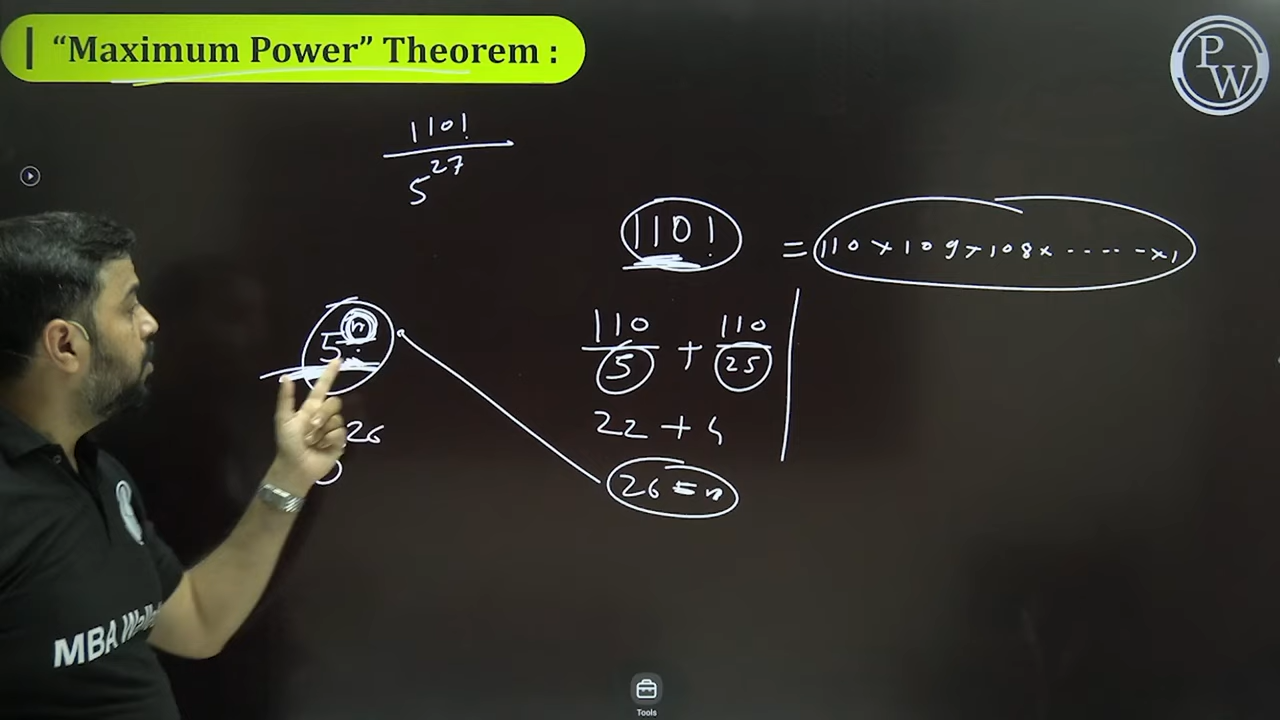 "Maximum Power" Theorem :
PW
110!
5^27
110! = 110 × 109 × 108 × ------ × 1
5^n
110/5 + 110/25
22 + 4
26
26 = n
MBA
Tools